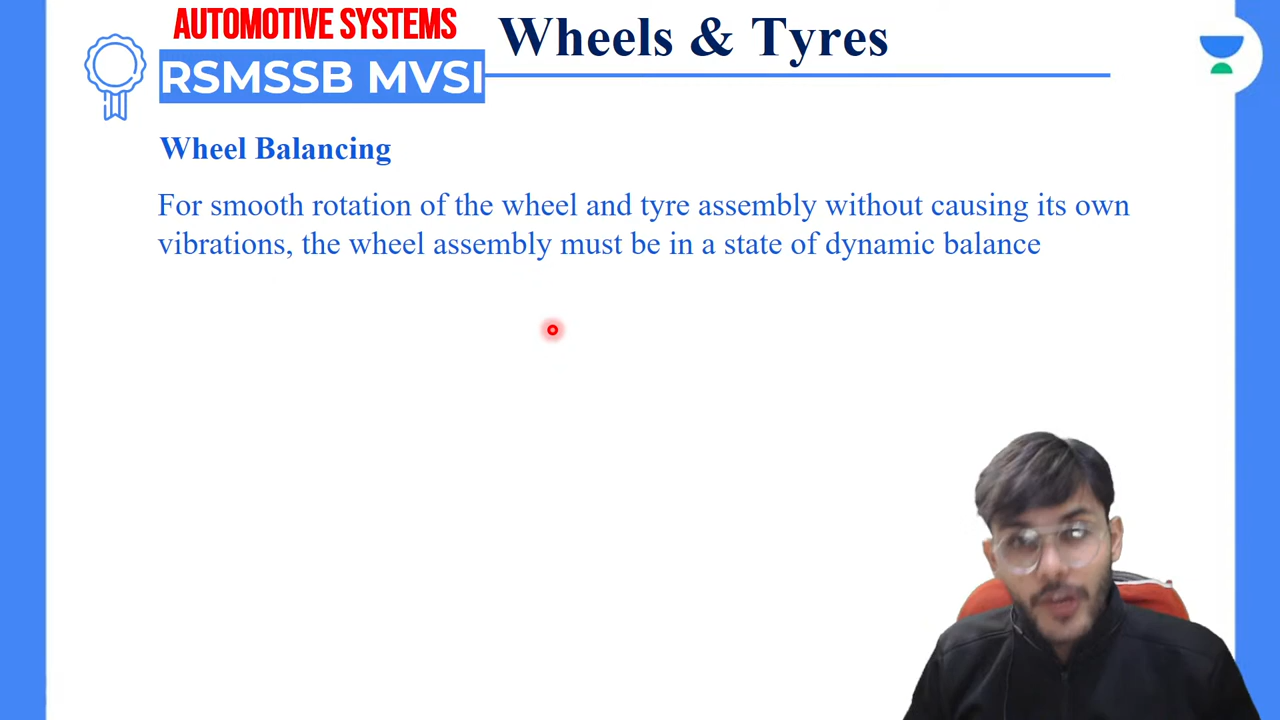 AUTOMOTIVE SYSTEMS
RSMSSB MVSI
Wheels & Tyres
Wheel Balancing
For smooth rotation of the wheel and tyre assembly without causing its own
vibrations, the wheel assembly must be in a state of dynamic balance